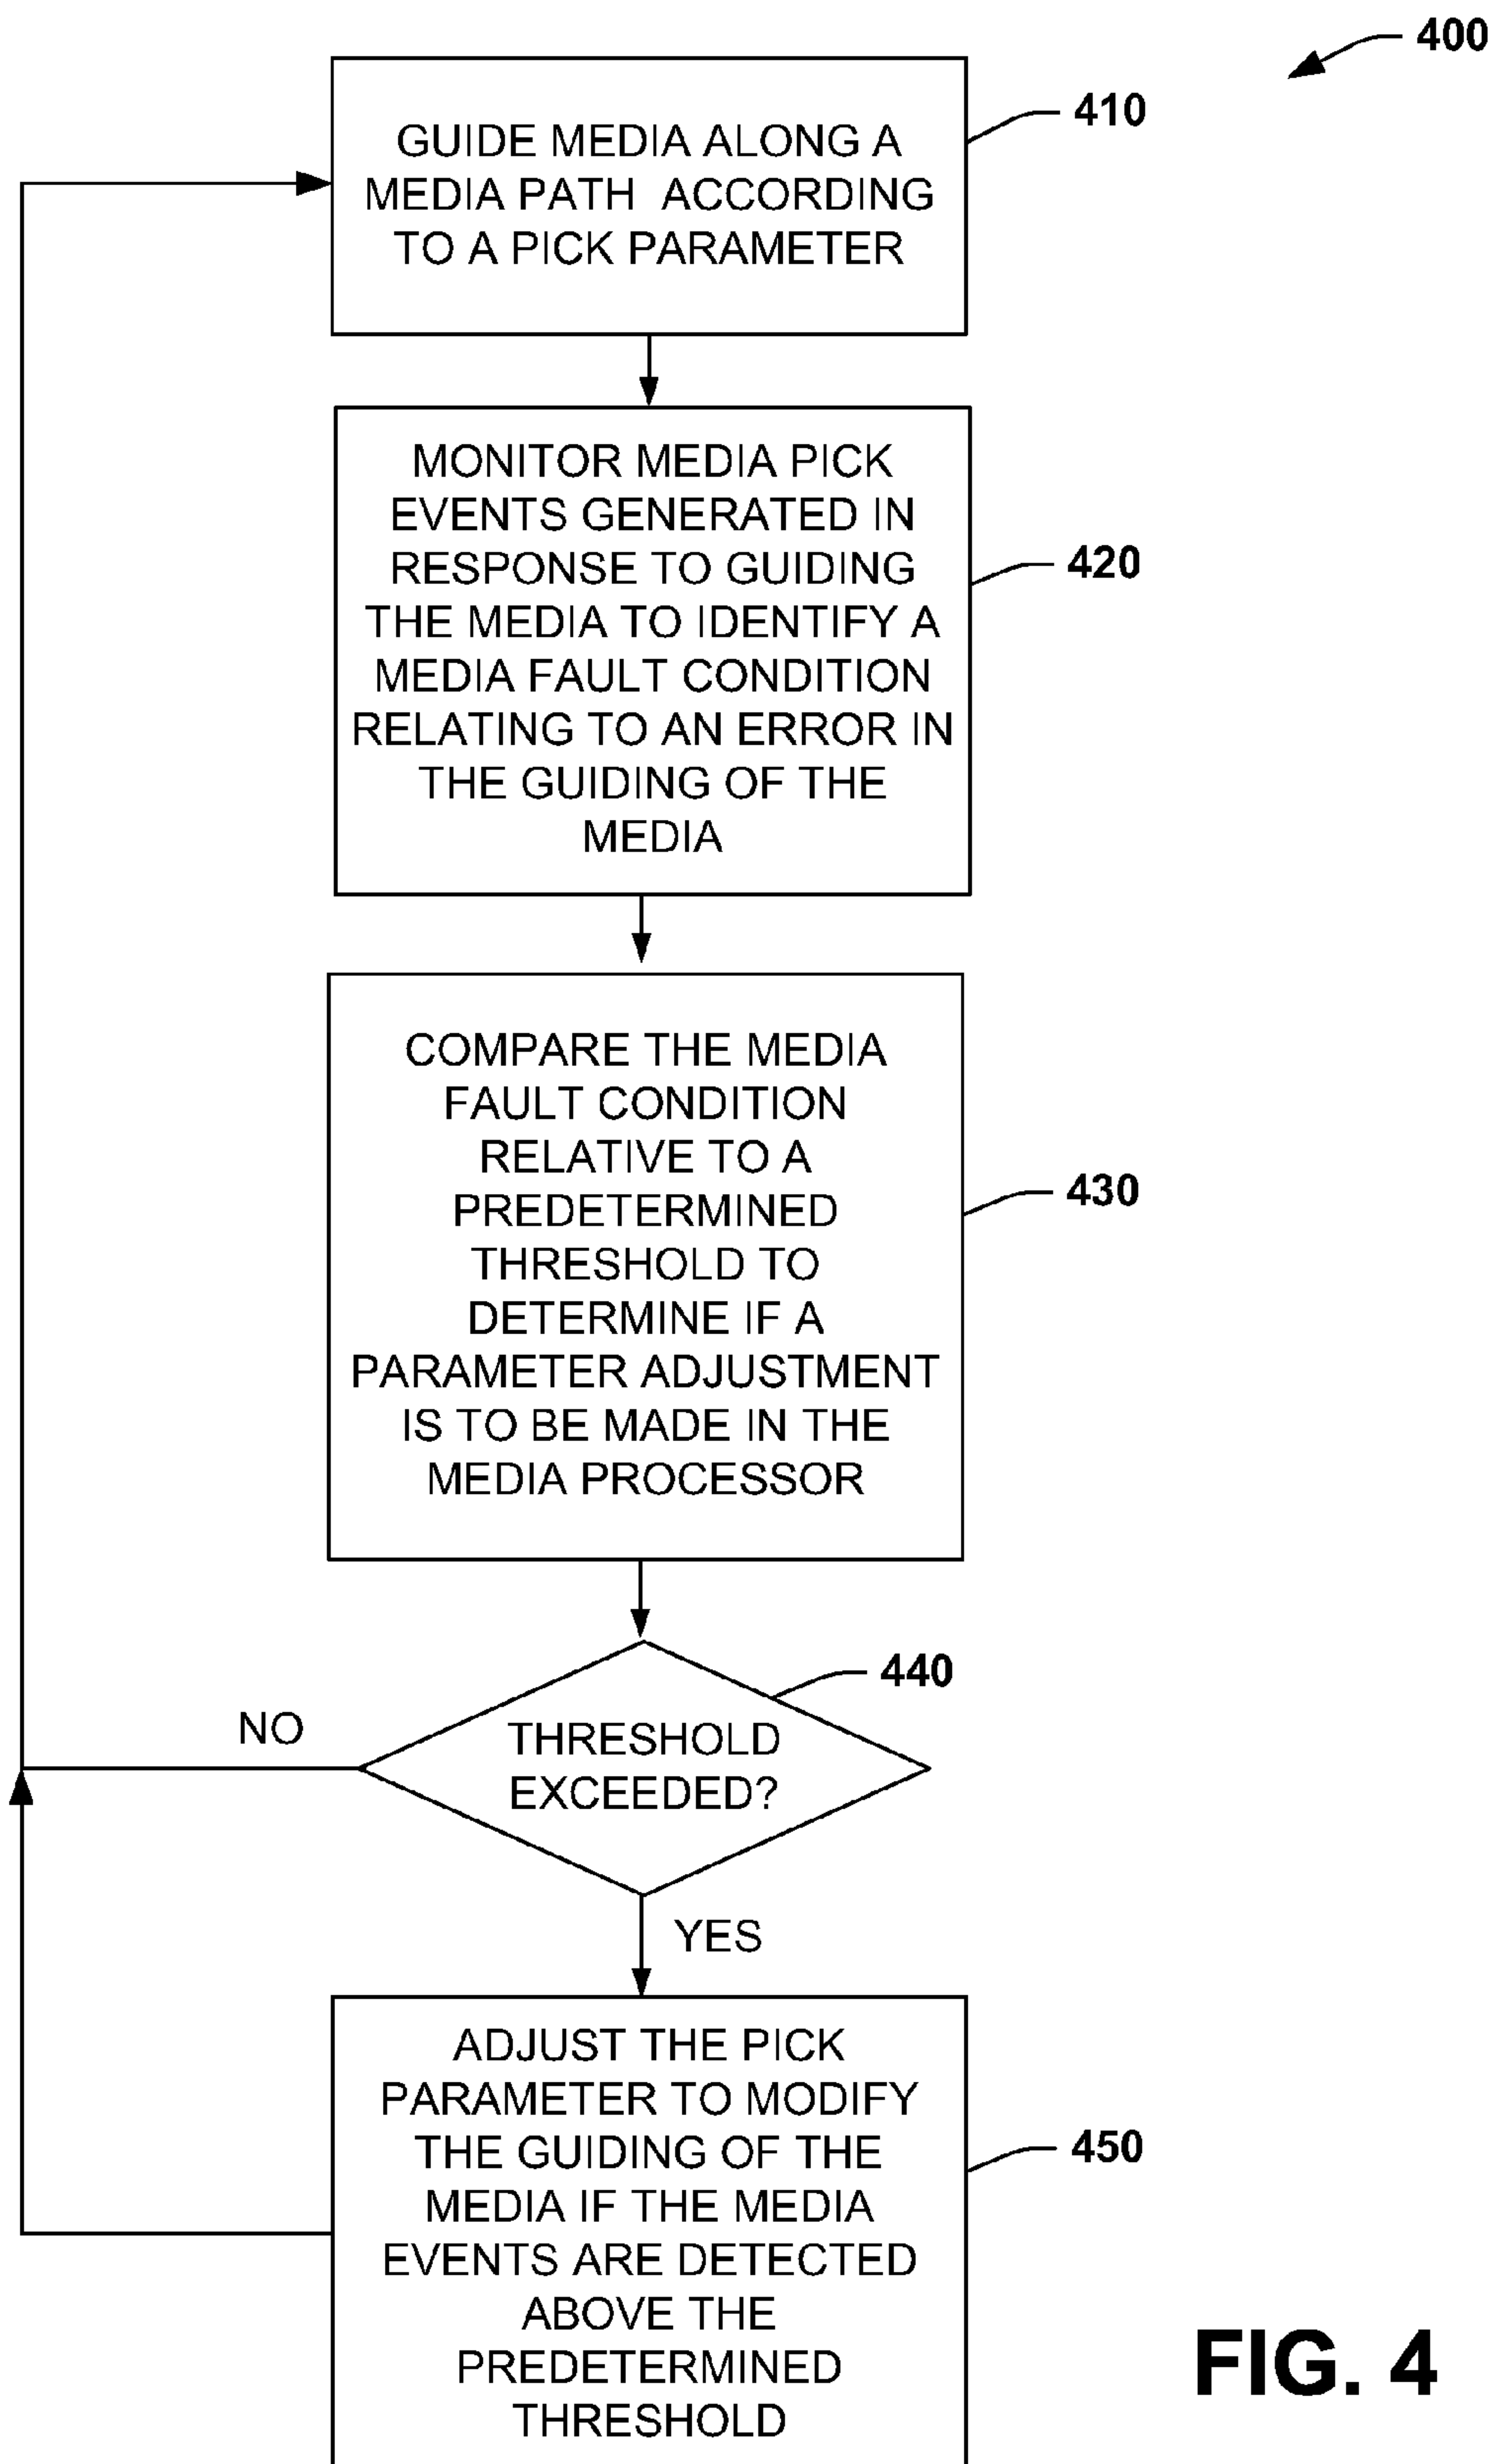 400
410
GUIDE MEDIA ALONG A
MEDIA PATH ACCORDING
TO A PICK PARAMETER
MONITOR MEDIA PICK
EVENTS GENERATED IN
RESPONSE TO GUIDING
THE MEDIA TO IDENTIFY A
MEDIA FAULT CONDITION
RELATING TO AN ERROR IN
THE GUIDING OF THE
MEDIA
420
COMPARE THE MEDIA
FAULT CONDITION
RELATIVE TO A
PREDETERMINED
THRESHOLD TO
DETERMINE IF A
PARAMETER ADJUSTMENT
IS TO BE MADE IN THE
MEDIA PROCESSOR
430
440
THRESHOLD
EXCEEDED?
NO
YES
ADJUST THE PICK
PARAMETER TO MODIFY
THE GUIDING OF THE
MEDIA IF THE MEDIA
EVENTS ARE DETECTED
ABOVE THE
PREDETERMINED
THRESHOLD
450
FIG. 4